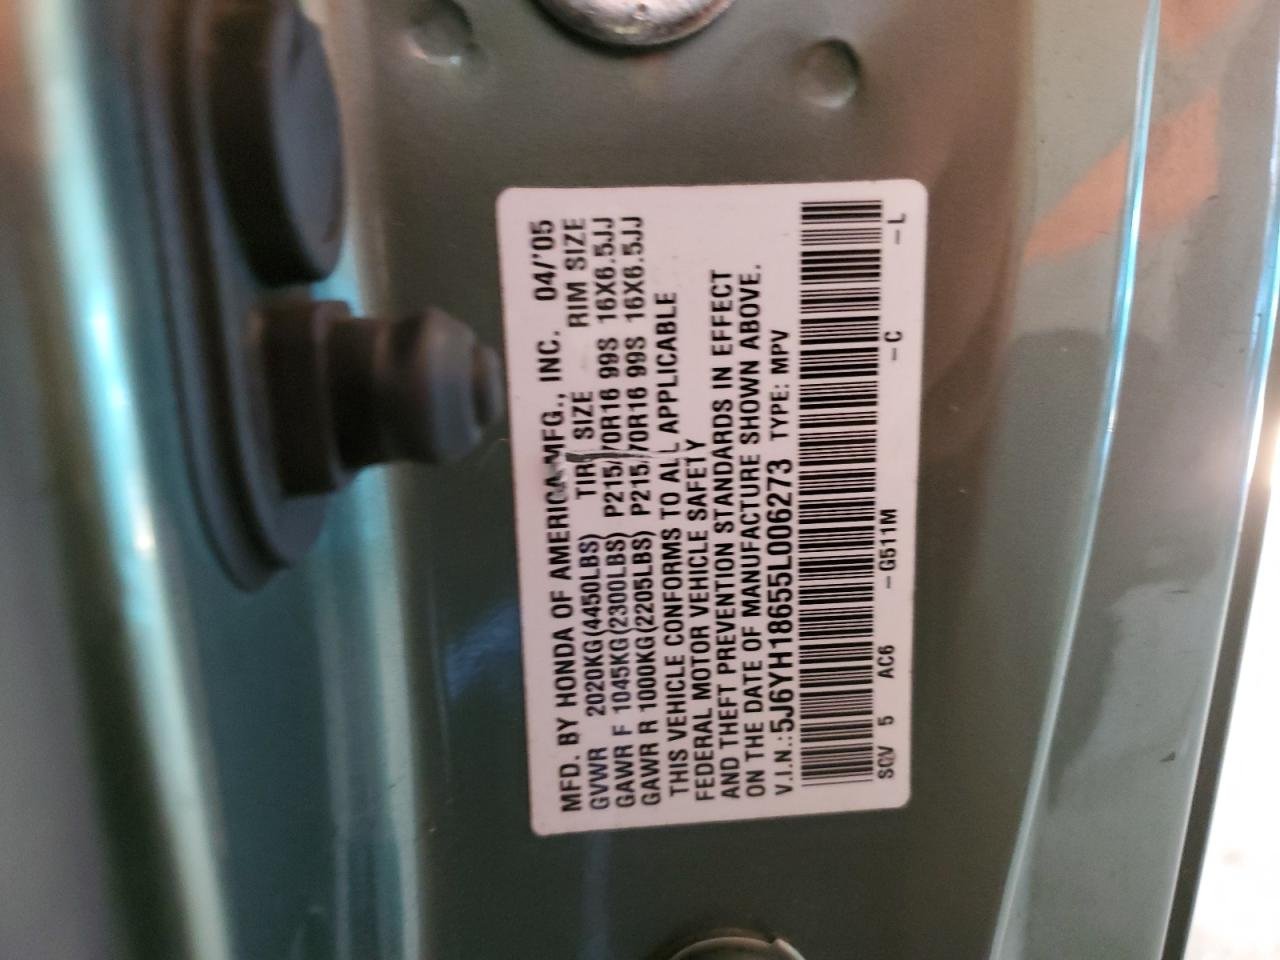 MFD. BY HONDA OF AMERICA MFG., INC. 04/'05
GVWR 2020KG(4450LBS) TIRE SIZE RIM SIZE
GAWR F 1045KG(2300LBS) P215/70R16 99S 16X6.5JJ
GAWR R 1000KG(2205LBS) P215/70R16 99S 16X6.5JJ
THIS VEHICLE CONFORMS TO ALL APPLICABLE
FEDERAL MOTOR VEHICLE SAFETY
AND THEFT PREVENTION STANDARDS IN EFFECT
ON THE DATE OF MANUFACTURE SHOWN ABOVE.
V.I.N.:5J6YH18655L006273 TYPE: MPV
SCV 5 AC6 -G511M -C -L